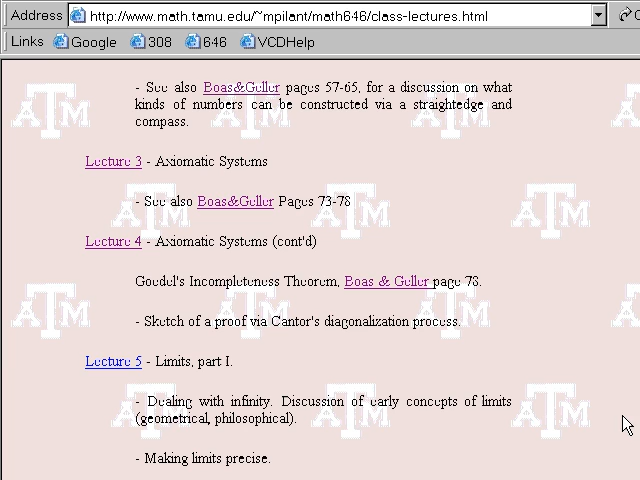 Address http://www.math.tamu.edu/~mpilant/math646/class-lectures.html
Links Google 308 646 VCDHelp
- See also Boas&Geller pages 57-65, for a discussion on what
kinds of numbers can be constructed via a straightedge and
compass.
Lecture 3 - Axiomatic Systems
- See also Boas&Geller Pages 73-78
Lecture 4 - Axiomatic Systems (cont'd)
Goedel's Incompleteness Theorem, Boas & Geller page 78.
- Sketch of a proof via Cantor's diagonalization process.
Lecture 5 - Limits, part I.
- Dealing with infinity. Discussion of early concepts of limits
(geometrical, philosophical).
- Making limits precise.